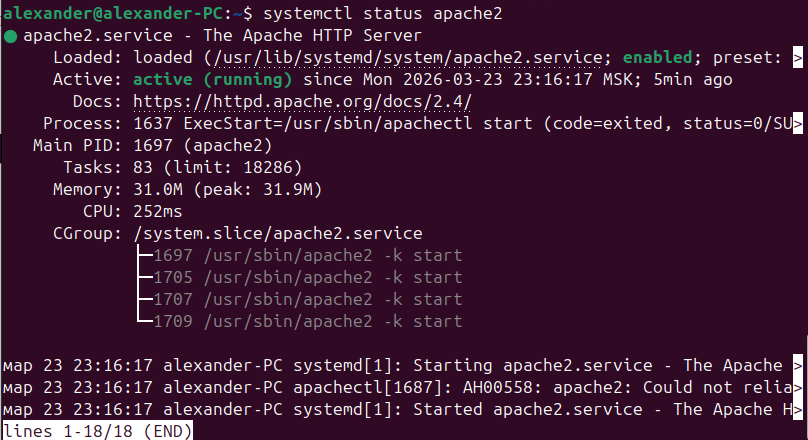 alexander@alexander-PC:~$ systemctl status apache2
● apache2.service - The Apache HTTP Server
     Loaded: loaded (/usr/lib/systemd/system/apache2.service; enabled; preset: >
     Active: active (running) since Mon 2026-03-23 23:16:17 MSK; 5min ago
       Docs: https://httpd.apache.org/docs/2.4/
    Process: 1637 ExecStart=/usr/sbin/apachectl start (code=exited, status=0/SU>
   Main PID: 1697 (apache2)
      Tasks: 83 (limit: 18286)
     Memory: 31.0M (peak: 31.9M)
        CPU: 252ms
     CGroup: /system.slice/apache2.service
             ├─1697 /usr/sbin/apache2 -k start
             ├─1705 /usr/sbin/apache2 -k start
             ├─1707 /usr/sbin/apache2 -k start
             └─1709 /usr/sbin/apache2 -k start

мар 23 23:16:17 alexander-PC systemd[1]: Starting apache2.service - The Apache >
мар 23 23:16:17 alexander-PC apachectl[1687]: AH00558: apache2: Could not relia>
мар 23 23:16:17 alexander-PC systemd[1]: Started apache2.service - The Apache H>
lines 1-18/18 (END)